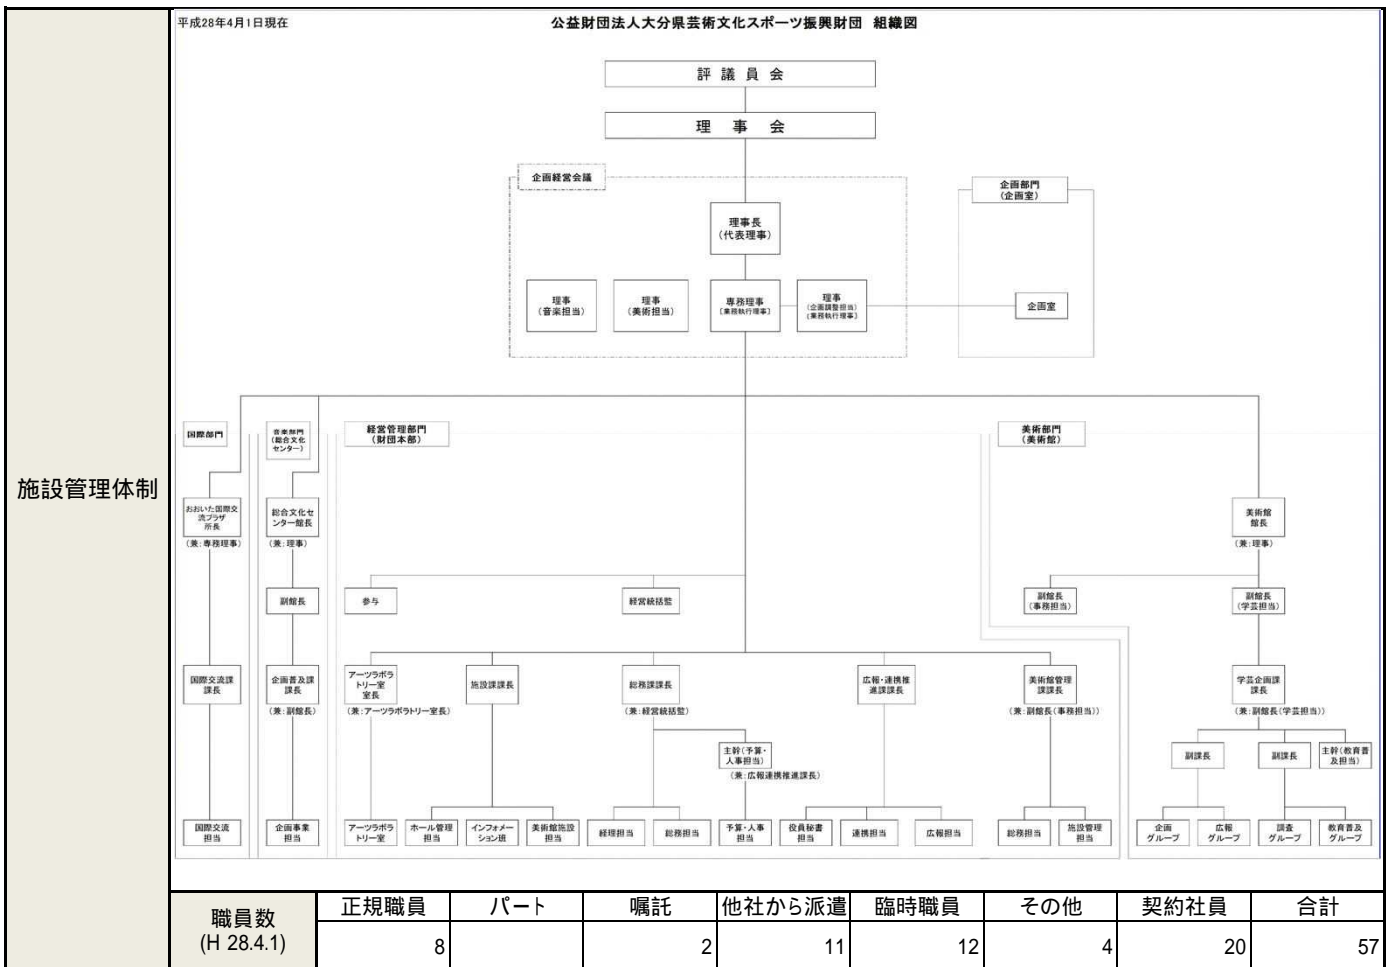 平成28年4月1日現在
公益財団法人大分県芸術文化スポーツ振興財団 組織図
評議員会
理事会
企画経営会議
企画部門
(企画室)
理事長
(代表理事)
理事
(音楽担当)
理事
(美術担当)
専務理事
[業務執行理事]
理事
(企画調整担当)
[業務執行理事]
企画室
国際部門
音楽部門
(総合文化
センター)
経営管理部門
(財団本部)
美術部門
(美術館)
施設管理体制
おおいた国際交
流プラザ
所長
(兼:専務理事)
総合文化セ
ンター館長
(兼:理事)
美術館
館長
(兼:理事)
副館長
参与
経営統括監
副館長
(事務担当)
副館長
(学芸担当)
国際交流課
課長
企画普及課
課長
(兼:副館長)
アーツラボラ
トリー室
室長
(兼:アーツラボラトリー室長)
施設課課長
総務課課長
(兼:経営統括監)
広報・連携推
進課課長
美術館管理
課課長
(兼:副館長(事務担当))
学芸企画課
課長
(兼:副館長(学芸担当))
主幹(予算・
人事担当)
(兼:広報連携推進課長)
副課長
副課長
主幹(教育普
及担当)
国際交流
担当
企画事業
担当
アーツラボラ
トリー室
ホール管理
担当
インフォメー
ション班
美術館施設
担当
経理担当
総務担当
予算・人事
担当
役員秘書
担当
連携担当
広報担当
総務担当
施設管理
担当
企画
グループ
広報
グループ
調査
グループ
教育普及
グループ
職員数
(H 28.4.1)
正規職員 パート 嘱託 他社から派遣 臨時職員 その他 契約社員 合計
8 2 11 12 4 20 57